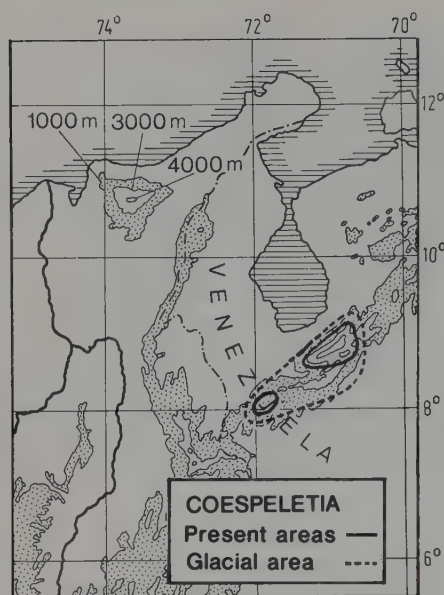 74° 72° 70°
12°
1000 m 3000 m
4000 m
10°
VENEZUELA
8°
COESPELETIA
Present areas
Glacial area
6°